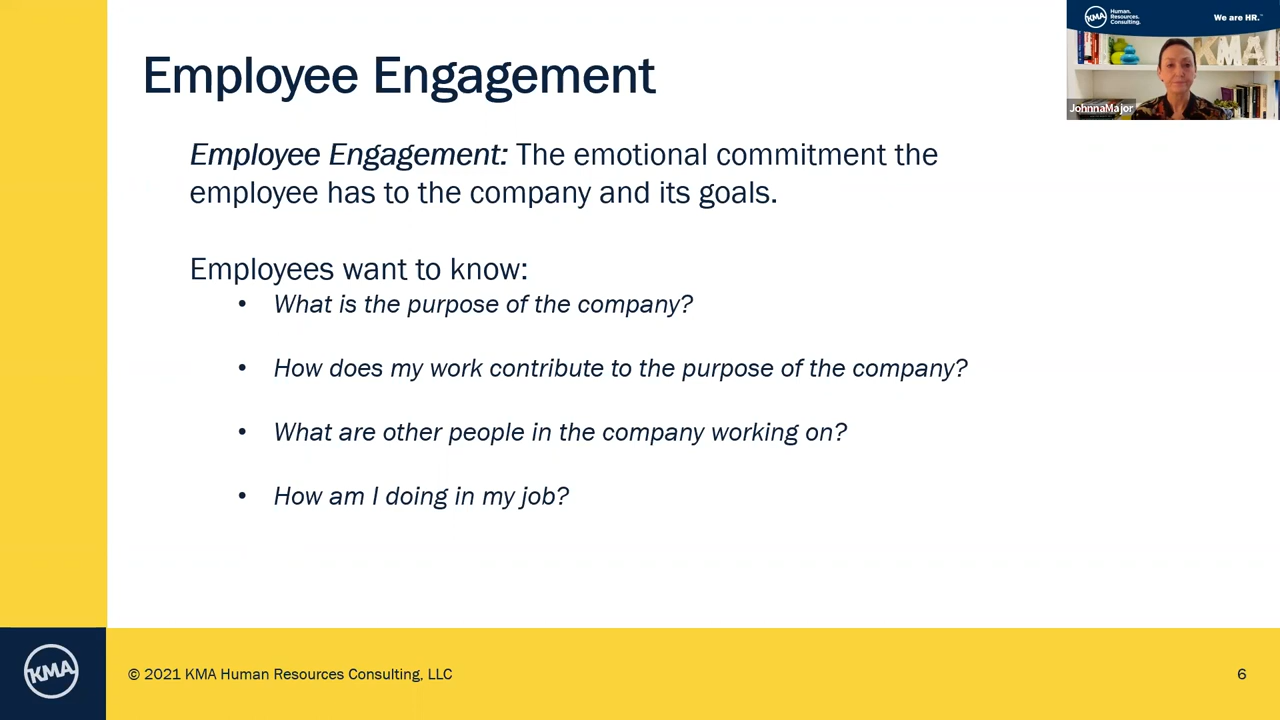 Employee Engagement
KMA
Human.
Resources.
Consulting.
We are HR.™
KMA
JohnnaMajor
Employee Engagement: The emotional commitment the
employee has to the company and its goals.
Employees want to know:
• What is the purpose of the company?
• How does my work contribute to the purpose of the company?
• What are other people in the company working on?
• How am I doing in my job?
KMA
© 2021 KMA Human Resources Consulting, LLC
6